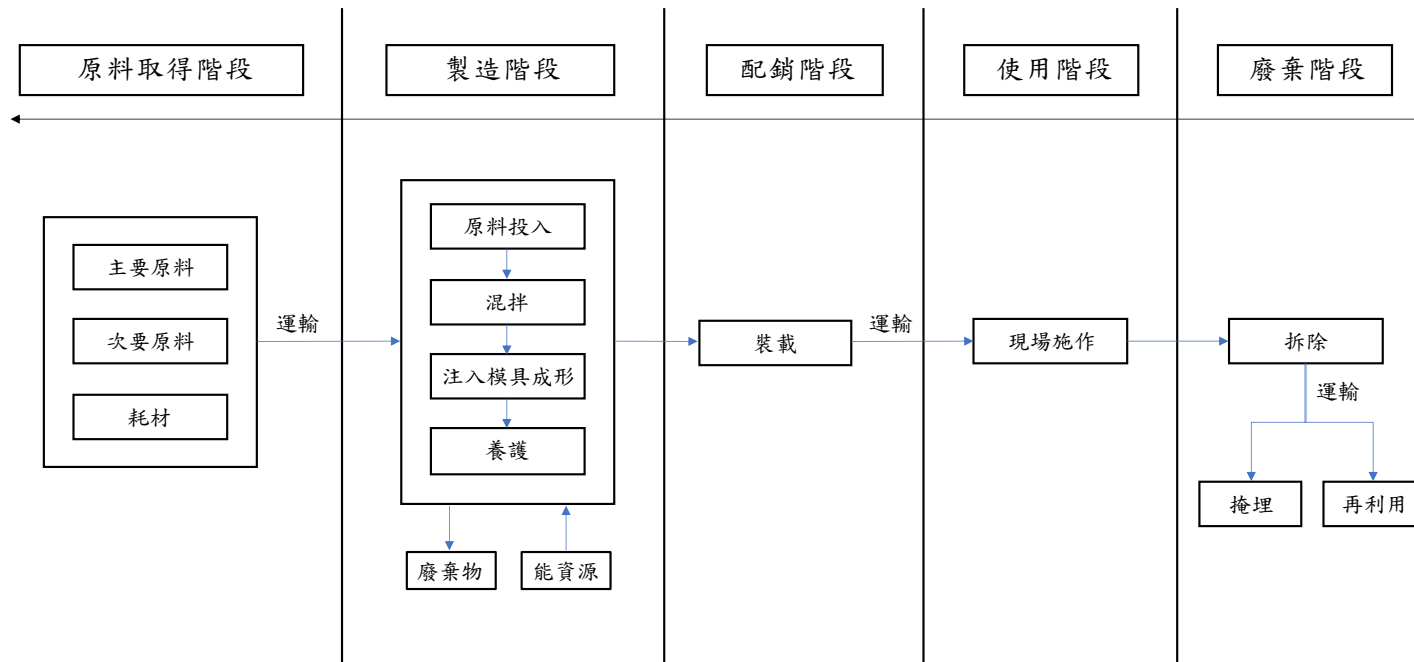 原料取得階段
製造階段
配銷階段
使用階段
廢棄階段
主要原料
次要原料
耗材
運輸
原料投入
混拌
注入模具成形
養護
廢棄物
能資源
裝載
運輸
現場施作
拆除
運輸
掩埋
再利用